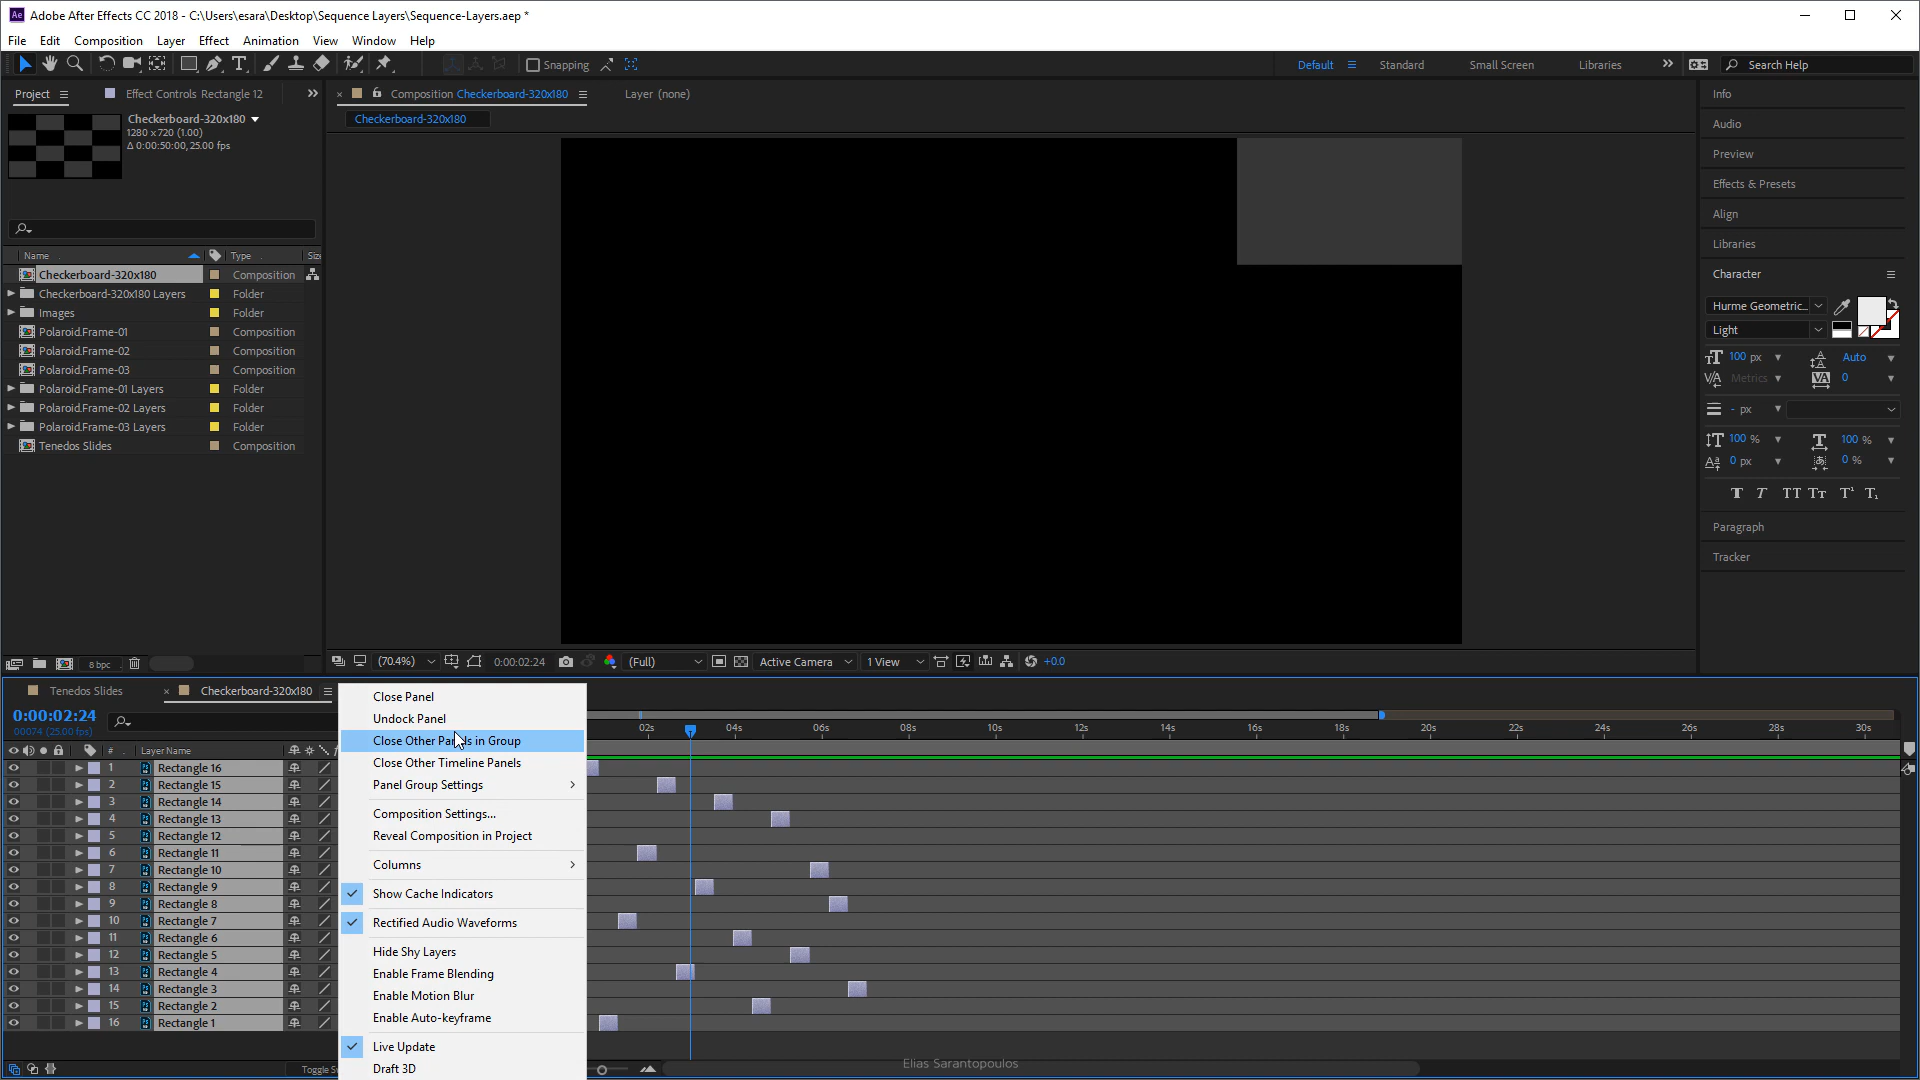 Adobe After Effects CC 2018 - C:\Users\esara\Desktop\Sequence Layers\Sequence-Layers.aep *
File Edit Composition Layer Effect Animation View Window Help
Snapping
Default Standard Small Screen Libraries Search Help
Project Effect Controls Rectangle 12
Composition Checkerboard-320x180 Layer (none)
Checkerboard-320x180
Checkerboard-320x180
1280 x 720 (1.00)
Δ 0:00:50:00, 25.00 fps
Name Type Size
Checkerboard-320x180 Composition
Checkerboard-320x180 Layers Folder
Images Folder
Polaroid.Frame-01 Composition
Polaroid.Frame-02 Composition
Polaroid.Frame-03 Composition
Polaroid.Frame-01 Layers Folder
Polaroid.Frame-02 Layers Folder
Polaroid.Frame-03 Layers Folder
Tenedos Slides Composition
8 bpc
(70.4%) 0:00:02:24 (Full) Active Camera 1 View +0.0
Info
Audio
Preview
Effects & Presets
Align
Libraries
Character
Hurme Geometric...
Light
100 px Auto
Metrics 0
- px
100 % 100 %
0 px 0 %
Paragraph
Tracker
Tenedos Slides Checkerboard-320x180
0:00:02:24
00074 (25.00 fps)
# Layer Name
02s 04s 06s 08s 10s 12s 14s 16s 18s 20s 22s 24s 26s 28s 30s
1 Rectangle 16
2 Rectangle 15
3 Rectangle 14
4 Rectangle 13
5 Rectangle 12
6 Rectangle 11
7 Rectangle 10
8 Rectangle 9
9 Rectangle 8
10 Rectangle 7
11 Rectangle 6
12 Rectangle 5
13 Rectangle 4
14 Rectangle 3
15 Rectangle 2
16 Rectangle 1
Toggle Sw
Close Panel
Undock Panel
Close Other Panels in Group
Close Other Timeline Panels
Panel Group Settings
Composition Settings...
Reveal Composition in Project
Columns
Show Cache Indicators
Rectified Audio Waveforms
Hide Shy Layers
Enable Frame Blending
Enable Motion Blur
Enable Auto-keyframe
Live Update
Draft 3D
Elias Sarantopoulos